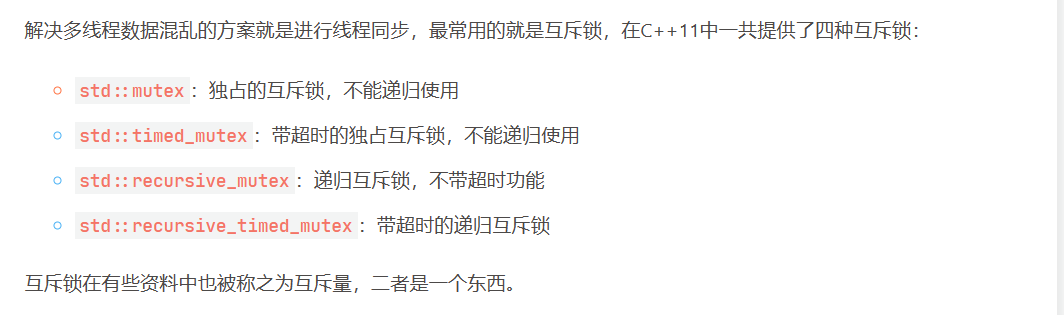 解决多线程数据混乱的方案就是进行线程同步，最常用的就是互斥锁，在C++11中一共提供了四种互斥锁：
std::mutex：独占的互斥锁，不能递归使用
std::timed_mutex：带超时的独占互斥锁，不能递归使用
std::recursive_mutex：递归互斥锁，不带超时功能
std::recursive_timed_mutex：带超时的递归互斥锁
互斥锁在有些资料中也被称之为互斥量，二者是一个东西。